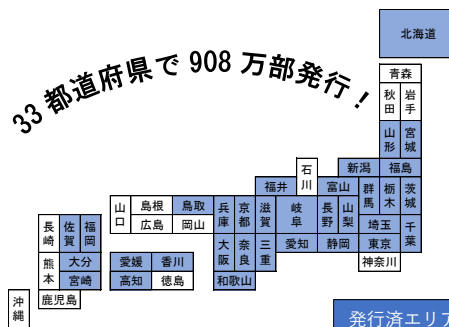 33都道府県で908万部発行！
北海道
青森
秋田
岩手
山形
宮城
新潟
福島
石川
福井
富山
群馬
栃木
茨城
山口
島根
鳥取
広島
岡山
兵庫
京都
滋賀
岐阜
長野
山梨
埼玉
千葉
大阪
奈良
三重
愛知
静岡
東京
神奈川
和歌山
長崎
佐賀
福岡
熊本
大分
宮崎
鹿児島
沖縄
愛媛
香川
高知
徳島
発行済エリア